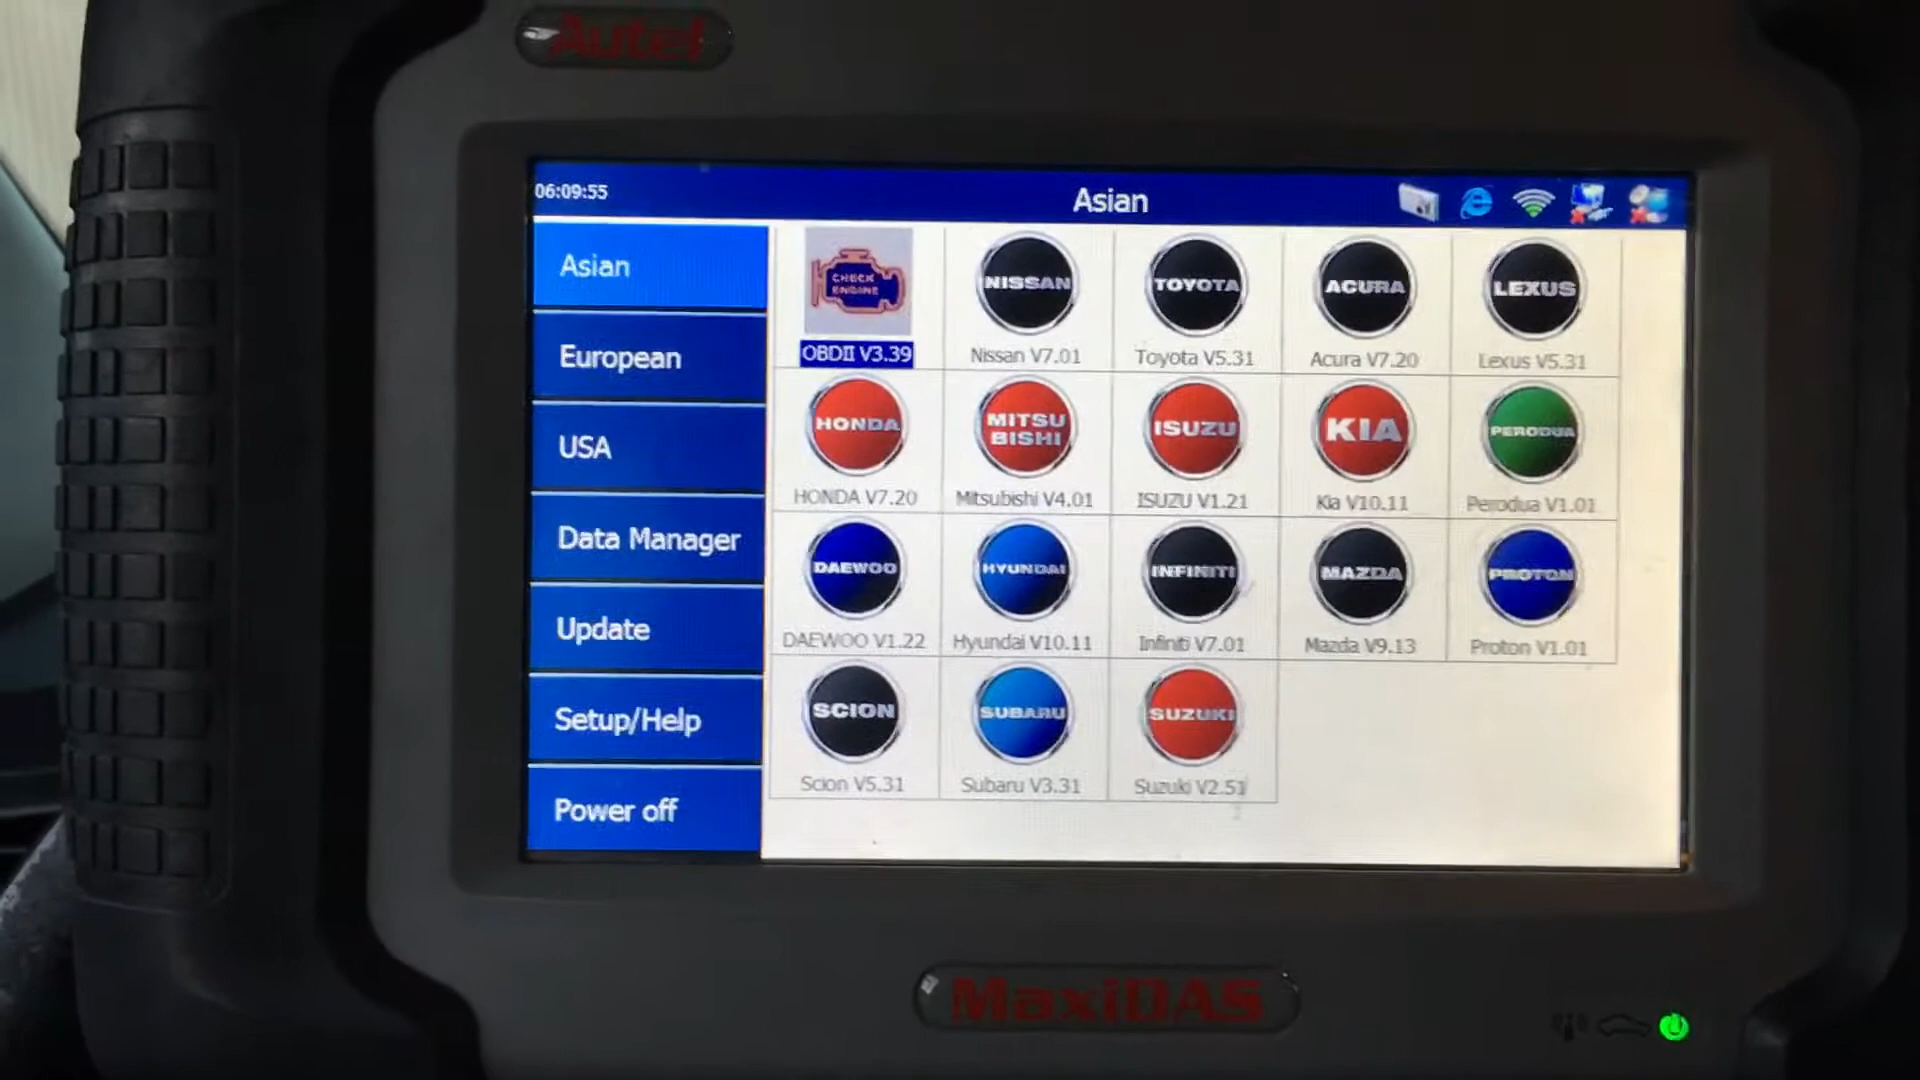 Autel
06:09:55
Asian
Asian
European
USA
Data Manager
Update
Setup/Help
Power off
CHECK
ENGINE
OBDII V3.39
NISSAN
Nissan V7.01
TOYOTA
Toyota V5.31
ACURA
Acura V7.20
LEXUS
Lexus V5.31
HONDA
HONDA V7.20
MITSU
BISHI
Mitsubishi V4.01
ISUZU
ISUZU V1.21
KIA
Kia V10.11
PERODUA
Perodua V1.01
DAEWOO
DAEWOO V1.22
HYUNDAI
Hyundai V10.11
INFINITI
Infiniti V7.01
MAZDA
Mazda V9.13
PROTON
Proton V1.01
SCION
Scion V5.31
SUBARU
Subaru V3.31
SUZUKI
Suzuki V2.51
MaxiDAS